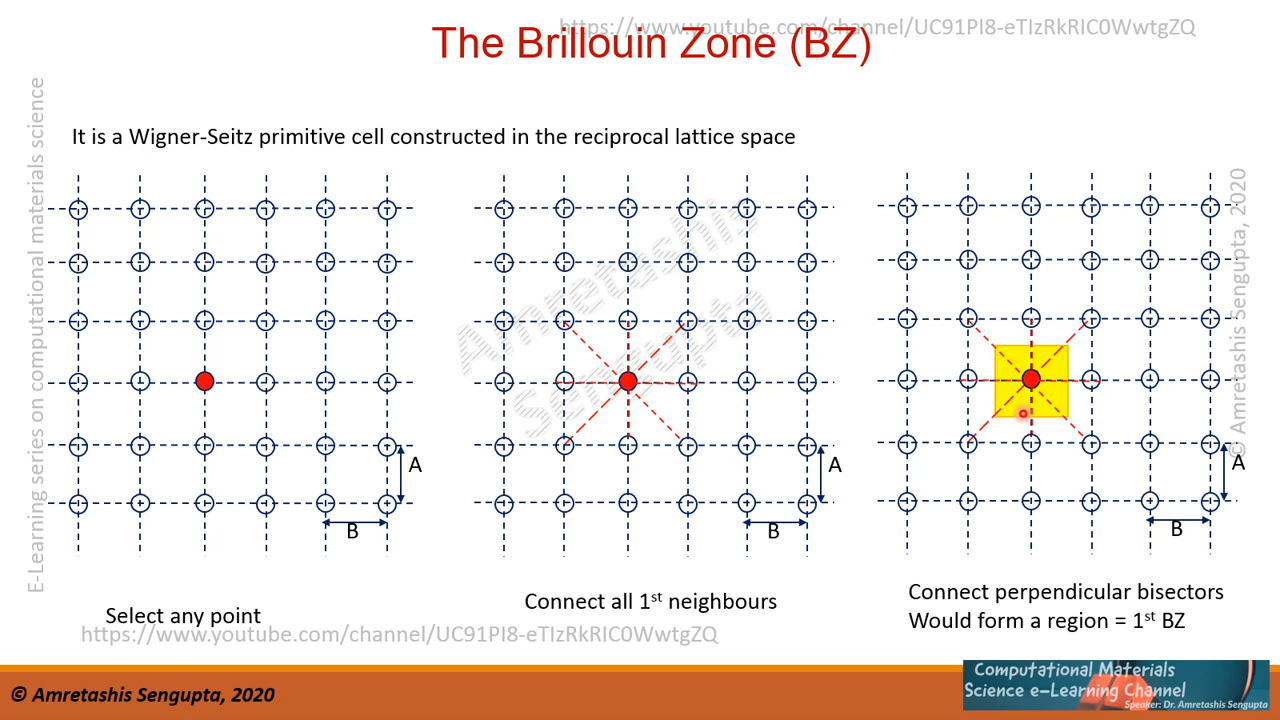 https://www.youtube.com/channel/UC91PI8-eTIzRkRIC0WwtgZQ
The Brillouin Zone (BZ)
It is a Wigner-Seitz primitive cell constructed in the reciprocal lattice space
E-Learning series on computational materials science
Amretashis
Sengupta
© Amretashis Sengupta, 2020
A
B
A
B
A
B
Select any point
Connect all 1st neighbours
Connect perpendicular bisectors
Would form a region = 1st BZ
https://www.youtube.com/channel/UC91PI8-eTIzRkRIC0WwtgZQ
© Amretashis Sengupta, 2020
Computational Materials
Science e-Learning Channel
Speaker: Dr. Amretashis Sengupta